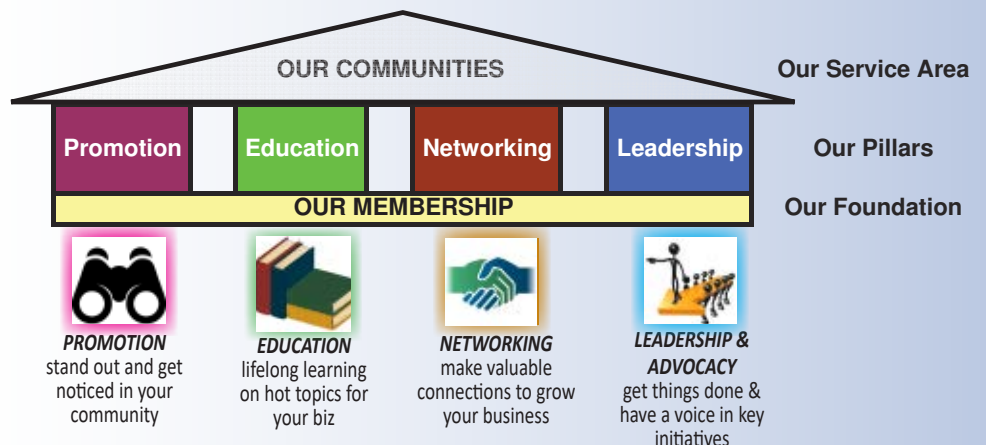 OUR COMMUNITIES
Our Service Area
Promotion
Education
Networking
Leadership
Our Pillars
OUR MEMBERSHIP
Our Foundation
PROMOTION
stand out and get
noticed in your
community
EDUCATION
lifelong learning
on hot topics for
your biz
NETWORKING
make valuable
connections to grow
your business
LEADERSHIP &
ADVOCACY
get things done &
have a voice in key
initiatives